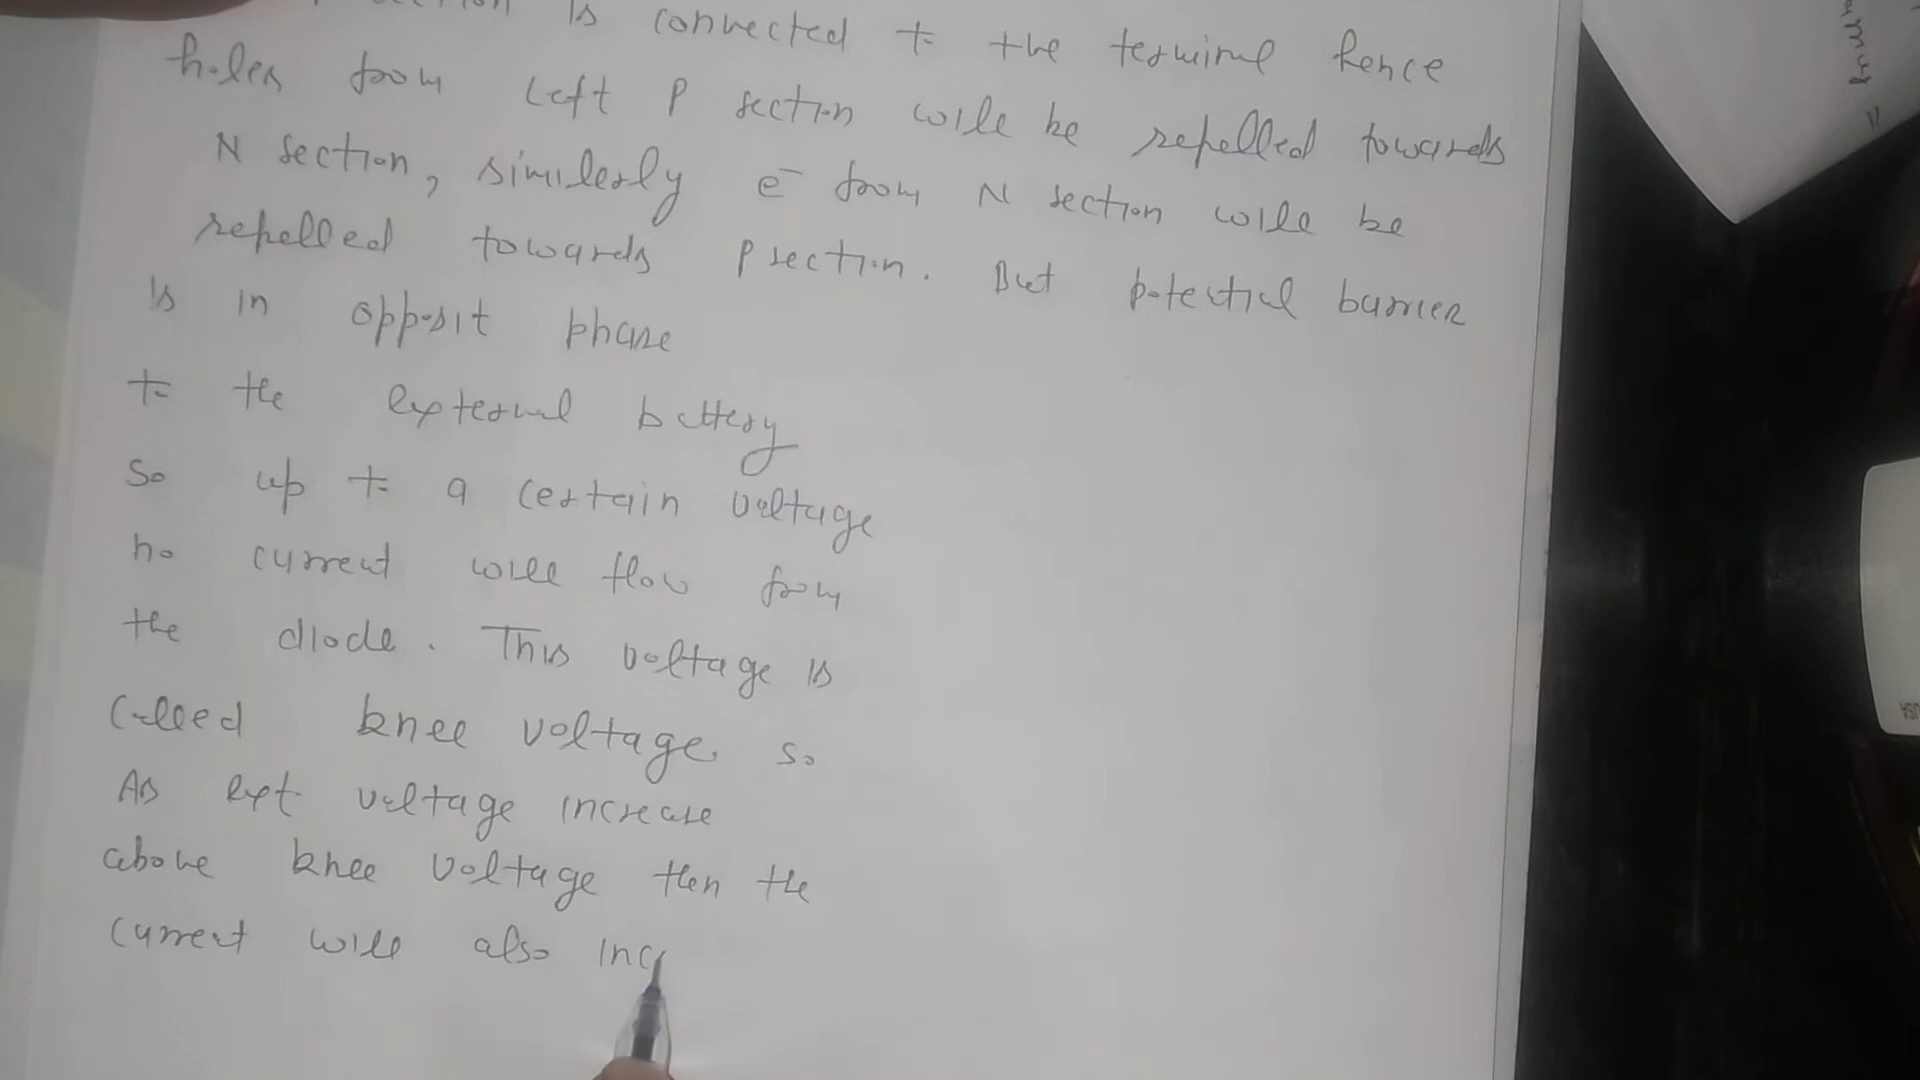 is connected to the terminal hence
holes from left P section will be repelled towards
N section, similarly e⁻ from N section will be
repelled towards P section. But potential barrier
is in opposit phase
to the external battery
So up to a certain voltage
no current will flow from
the diode. This voltage is
called knee voltage. so
As ext voltage increase
above knee voltage then the
current will also inc
USA